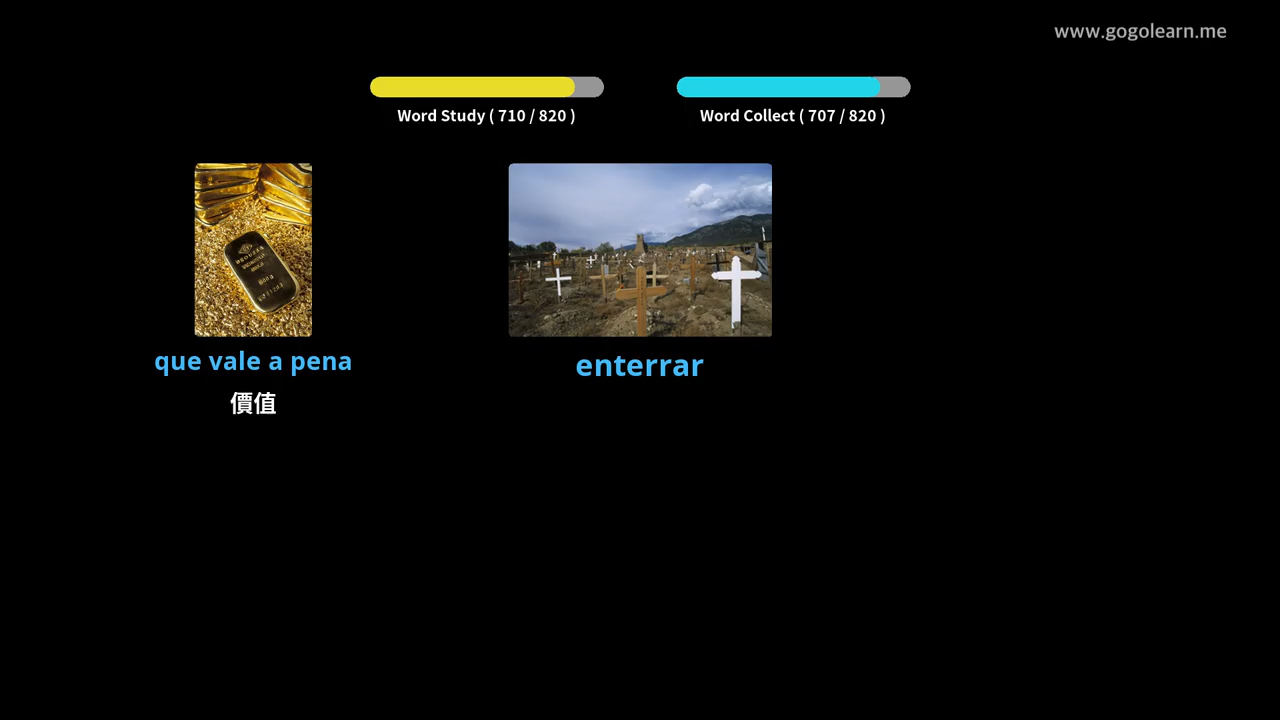 www.gogolearn.me
Word Study ( 710 / 820 )
Word Collect ( 707 / 820 )
que vale a pena
價值
enterrar